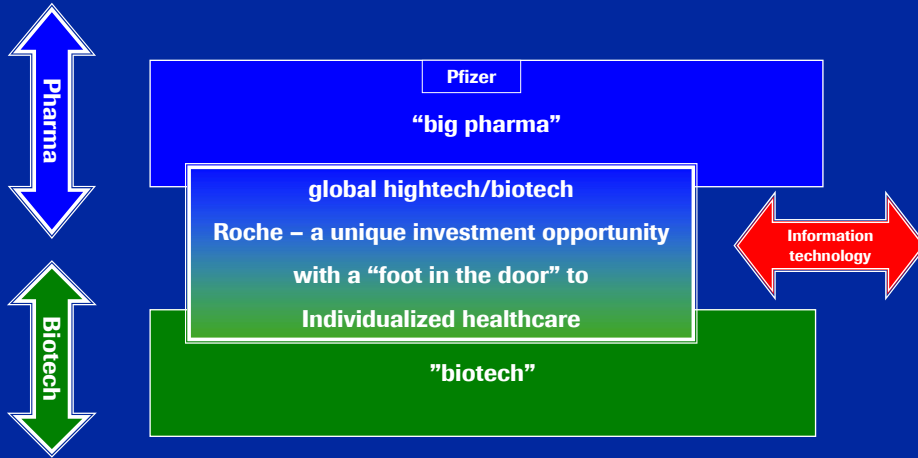 Pharma
Pfizer
“big pharma”
global hightech/biotech
Roche – a unique investment opportunity
with a “foot in the door” to
Individualized healthcare
Information
technology
Biotech
”biotech”